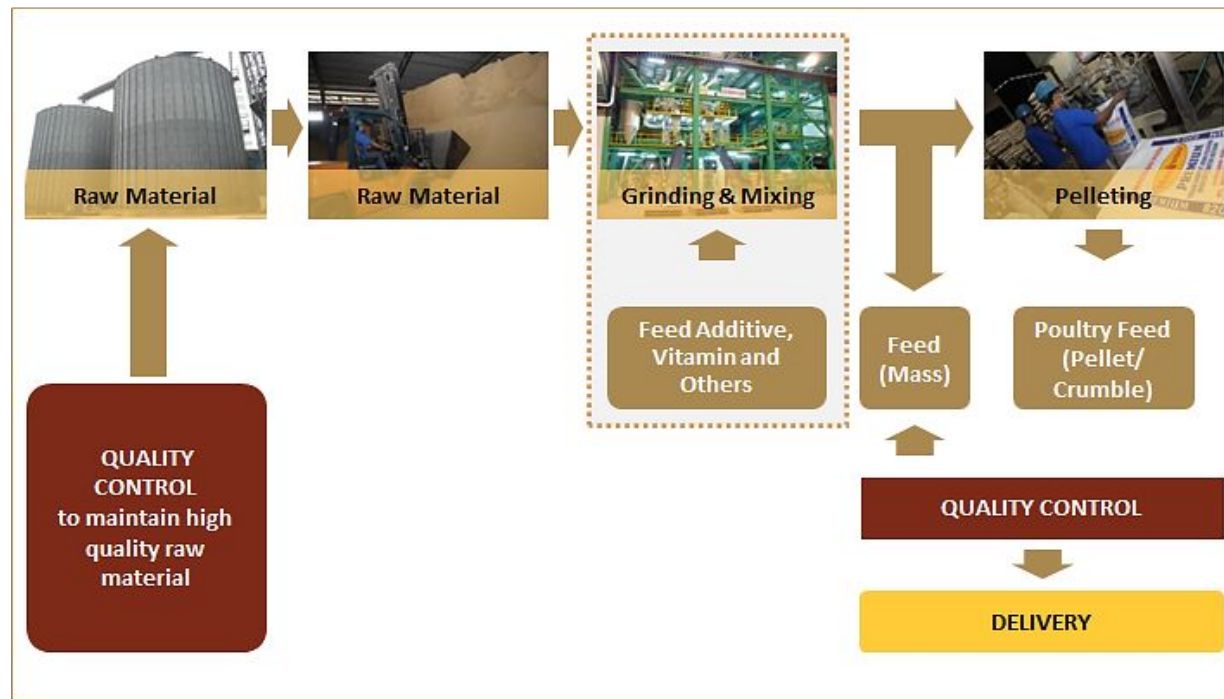 Raw Material
Raw Material
Grinding & Mixing
Pelleting
PREMIUM
Feed Additive,
Vitamin and
Others
Feed
(Mass)
Poultry Feed
(Pellet/
Crumble)
QUALITY
CONTROL
to maintain high
quality raw
material
QUALITY CONTROL
DELIVERY